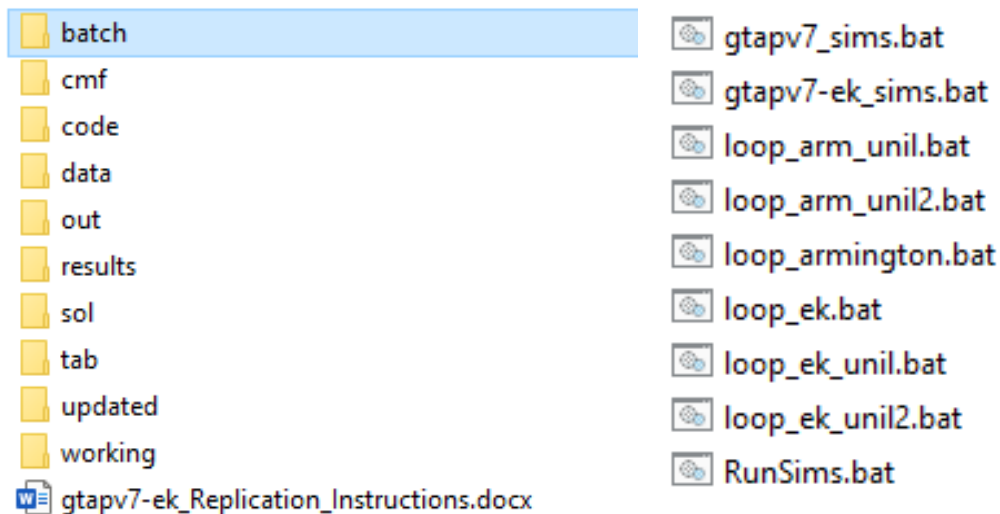 batch
cmf
code
data
out
results
sol
tab
updated
working
gtapv7-ek_Replication_Instructions.docx
gtapv7_sims.bat
gtapv7-ek_sims.bat
loop_arm_unil.bat
loop_arm_unil2.bat
loop_armington.bat
loop_ek.bat
loop_ek_unil.bat
loop_ek_unil2.bat
RunSims.bat